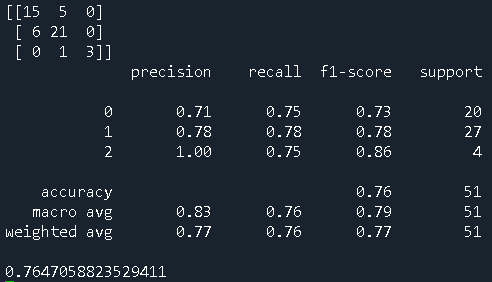 [[15  5  0]
 [ 6 21  0]
 [ 0  1  3]]
              precision    recall  f1-score   support

           0       0.71      0.75      0.73        20
           1       0.78      0.78      0.78        27
           2       1.00      0.75      0.86         4

    accuracy                           0.76        51
   macro avg       0.83      0.76      0.79        51
weighted avg       0.77      0.76      0.77        51

0.7647058823529411